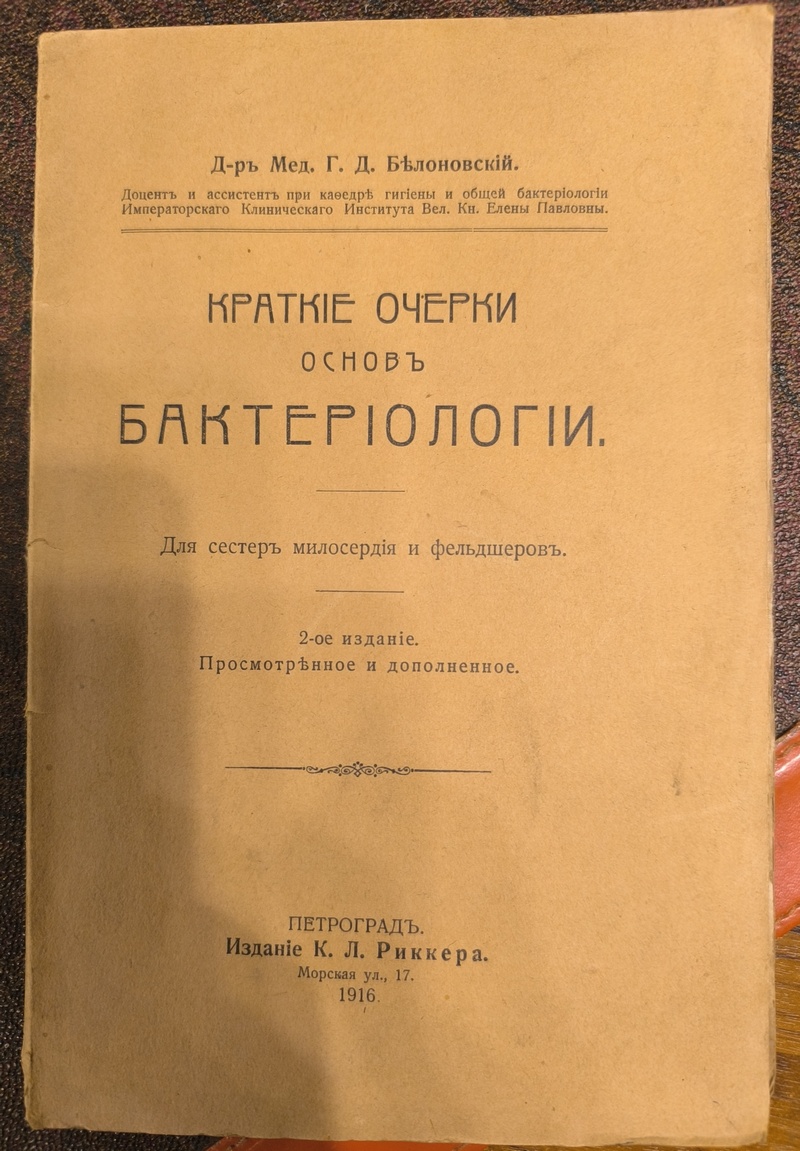 Д-ръ Мед. Г. Д. Бѣлоновскій.
Доцентъ и ассистентъ при каѳедрѣ гигіены и общей бактеріологіи
Императорскаго Клиническаго Института Вел. Кн. Елены Павловны.
КРАТКІЕ ОЧЕРКИ
ОСНОВЪ
БАКТЕРІОЛОГІИ.
Для сестеръ милосердія и фельдшеровъ.
2-ое изданіе.
Просмотрѣнное и дополненное.
ПЕТРОГРАДЪ.
Изданіе К. Л. Риккера.
Морская ул., 17.
1916.